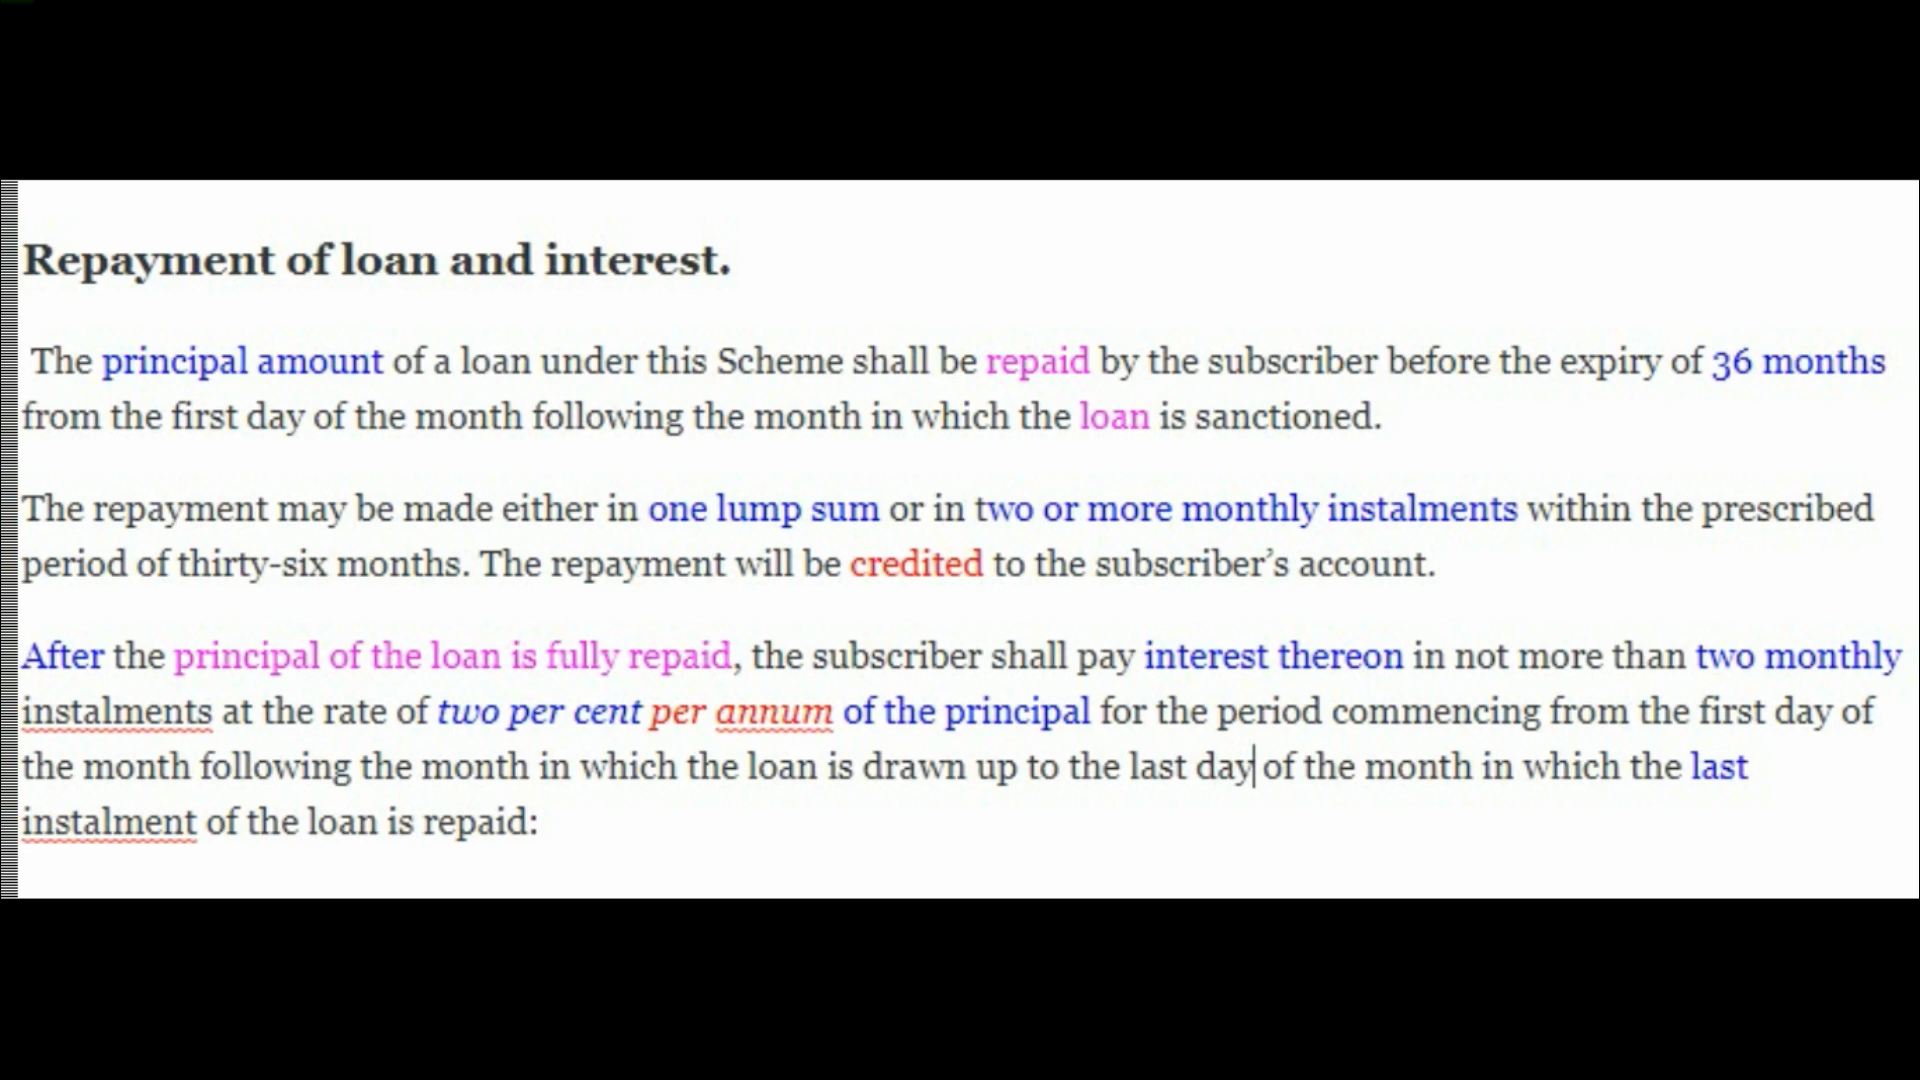 Repayment of loan and interest.
The principal amount of a loan under this Scheme shall be repaid by the subscriber before the expiry of 36 months
from the first day of the month following the month in which the loan is sanctioned.
The repayment may be made either in one lump sum or in two or more monthly instalments within the prescribed
period of thirty-six months. The repayment will be credited to the subscriber’s account.
After the principal of the loan is fully repaid, the subscriber shall pay interest thereon in not more than two monthly
instalments at the rate of two per cent per annum of the principal for the period commencing from the first day of
the month following the month in which the loan is drawn up to the last day of the month in which the last
instalment of the loan is repaid: